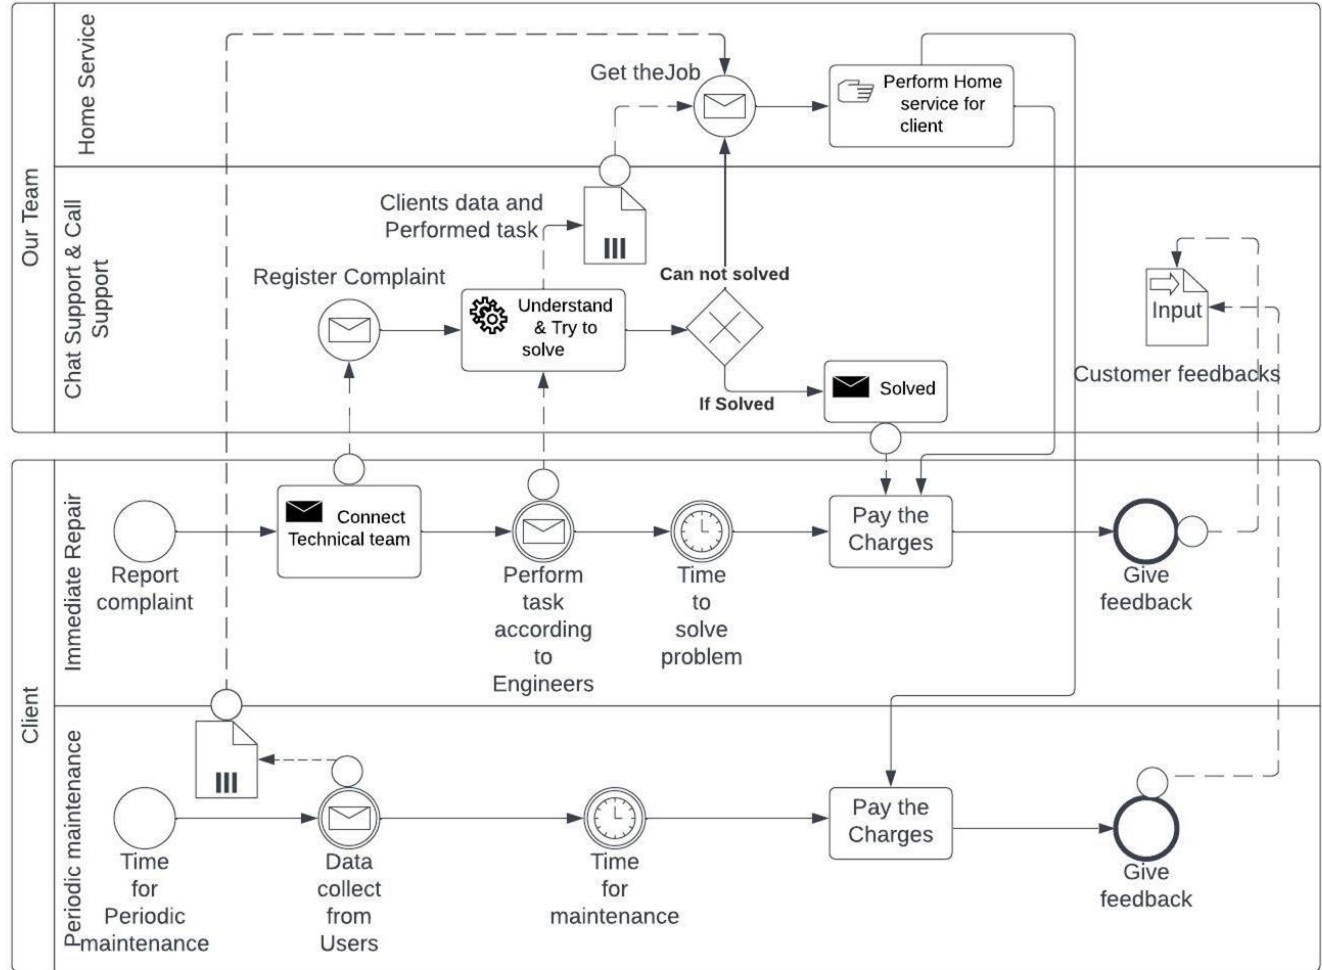 Our Team
Home Service
Get theJob
Perform Home
service for
client
Chat Support & Call
Support
Clients data and
Performed task
Register Complaint
Understand
& Try to
solve
Can not solved
If Solved
Solved
Input
Customer feedbacks
Client
Immediate Repair
Report
complaint
Connect
Technical team
Perform
task
according
to
Engineers
Time
to
solve
problem
Pay the
Charges
Give
feedback
Periodic maintenance
Time
for
Periodic
maintenance
Data
collect
from
Users
Time
for
maintenance
Pay the
Charges
Give
feedback